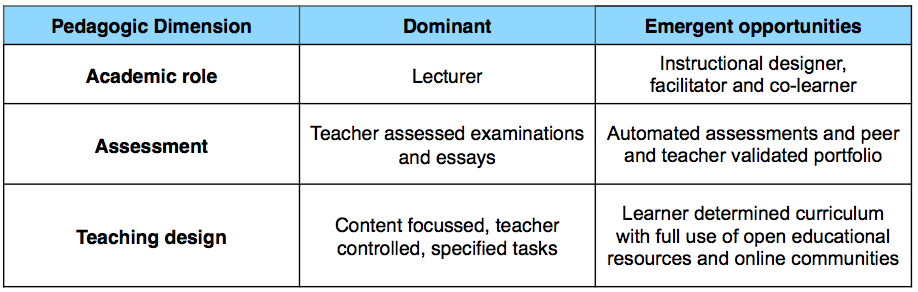 Pedagogic Dimension
Dominant
Emergent opportunities
Academic role
Lecturer
Instructional designer,
facilitator and co-learner
Assessment
Teacher assessed examinations
and essays
Automated assessments and peer
and teacher validated portfolio
Teaching design
Content focussed, teacher
controlled, specified tasks
Learner determined curriculum
with full use of open educational
resources and online communities